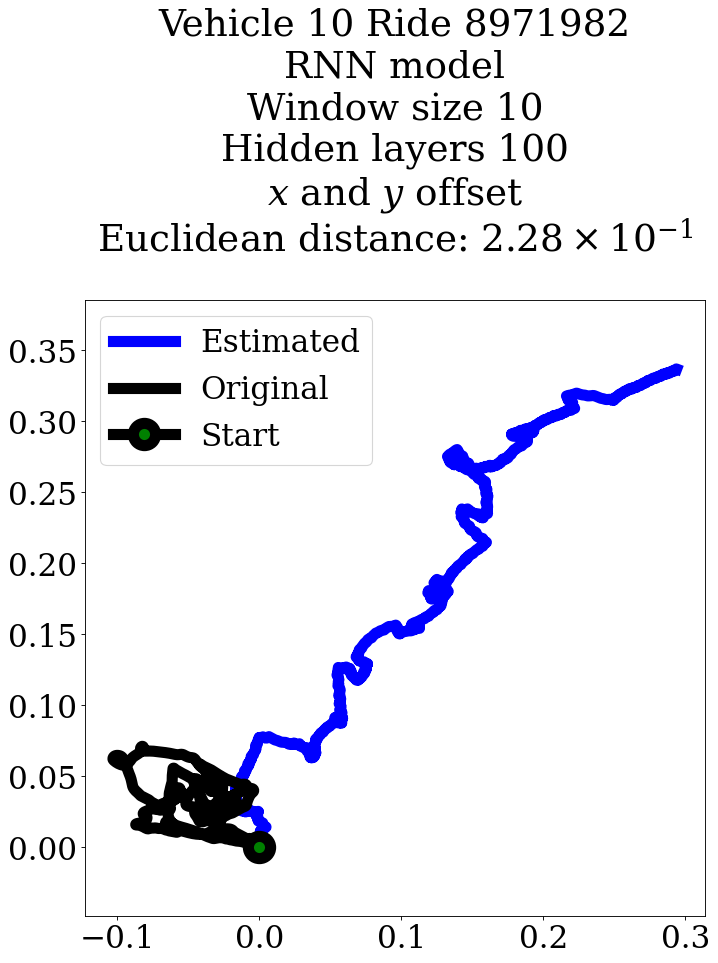 Vehicle 10 Ride 8971982
RNN model
Window size 10
Hidden layers 100
x and y offset
Euclidean distance: 2.28 × 10⁻¹
Estimated
Original
Start
0.35
0.30
0.25
0.20
0.15
0.10
0.05
0.00
−0.1 0.0 0.1 0.2 0.3